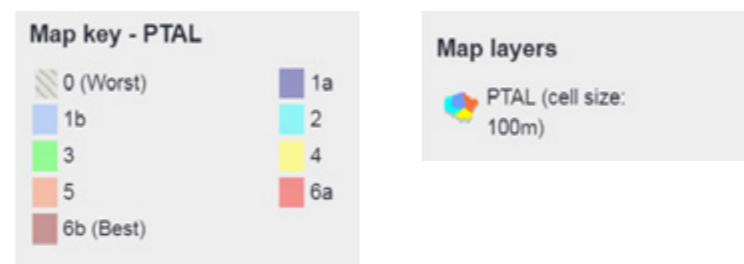 Map key - PTAL
0 (Worst)
1a
1b
2
3
4
5
6a
6b (Best)
Map layers
PTAL (cell size:
100m)